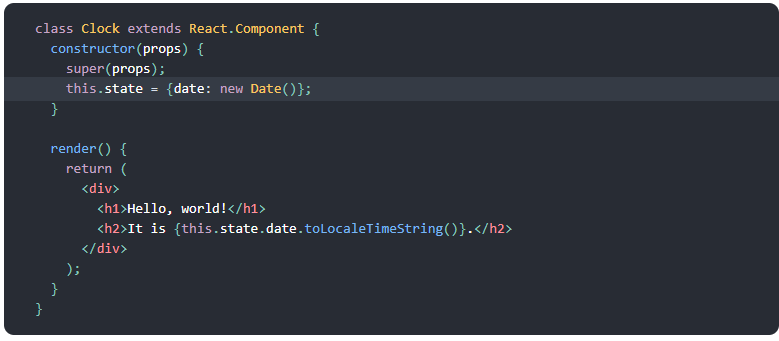 class Clock extends React.Component {
  constructor(props) {
    super(props);
    this.state = {date: new Date()};
  }

  render() {
    return (
      <div>
        <h1>Hello, world!</h1>
        <h2>It is {this.state.date.toLocaleTimeString()}.</h2>
      </div>
    );
  }
}